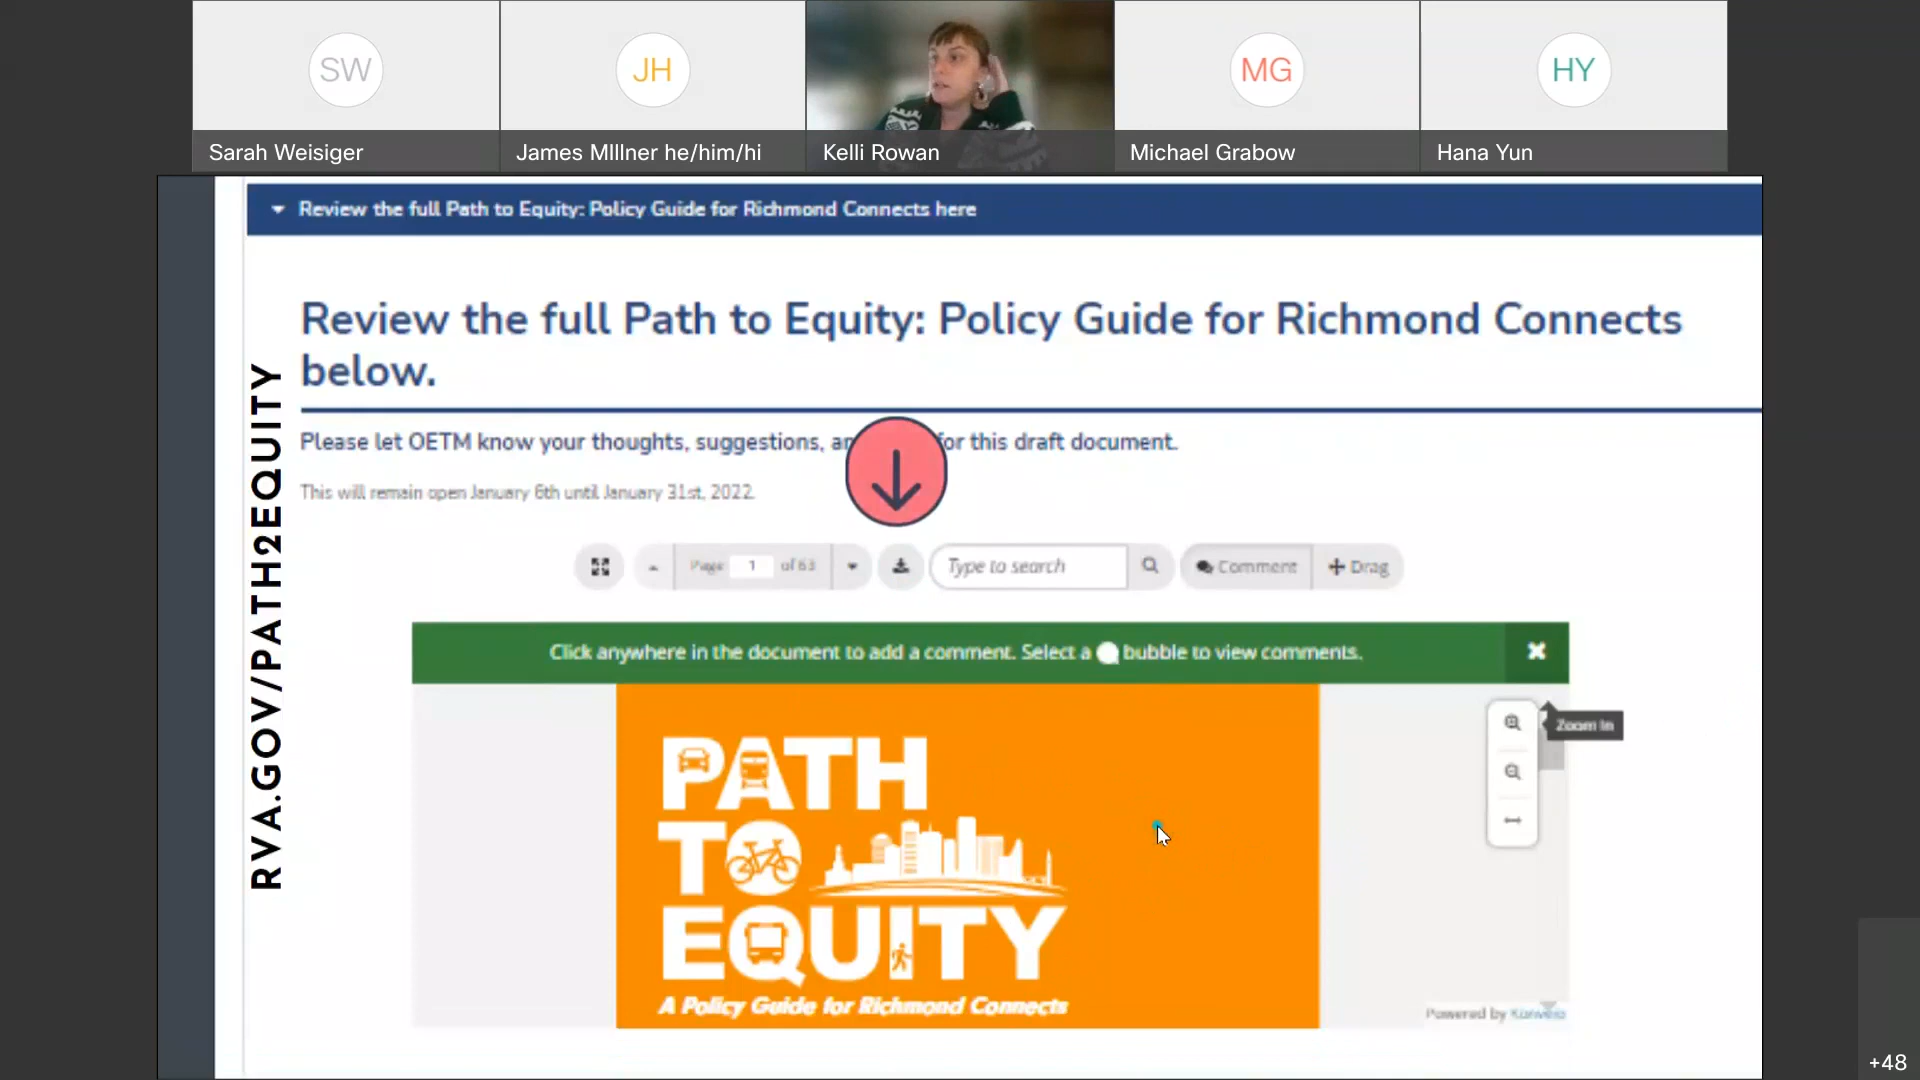 SW
JH
MG
HY
Sarah Weisiger
James MIllner he/him/hi
Kelli Rowan
Michael Grabow
Hana Yun
Review the full Path to Equity: Policy Guide for Richmond Connects here
Review the full Path to Equity: Policy Guide for Richmond Connects
below.
Please let OETM know your thoughts, suggestions, an for this draft document.
This will remain open January 6th until January 31st, 2022.
RVA.GOV/PATH2EQUITY
Page 1 of 63
Type to search
Comment
Drag
Click anywhere in the document to add a comment. Select a bubble to view comments.
Zoom In
PATH
TO
EQUITY
A Policy Guide for Richmond Connects
Powered by Konveio
+48